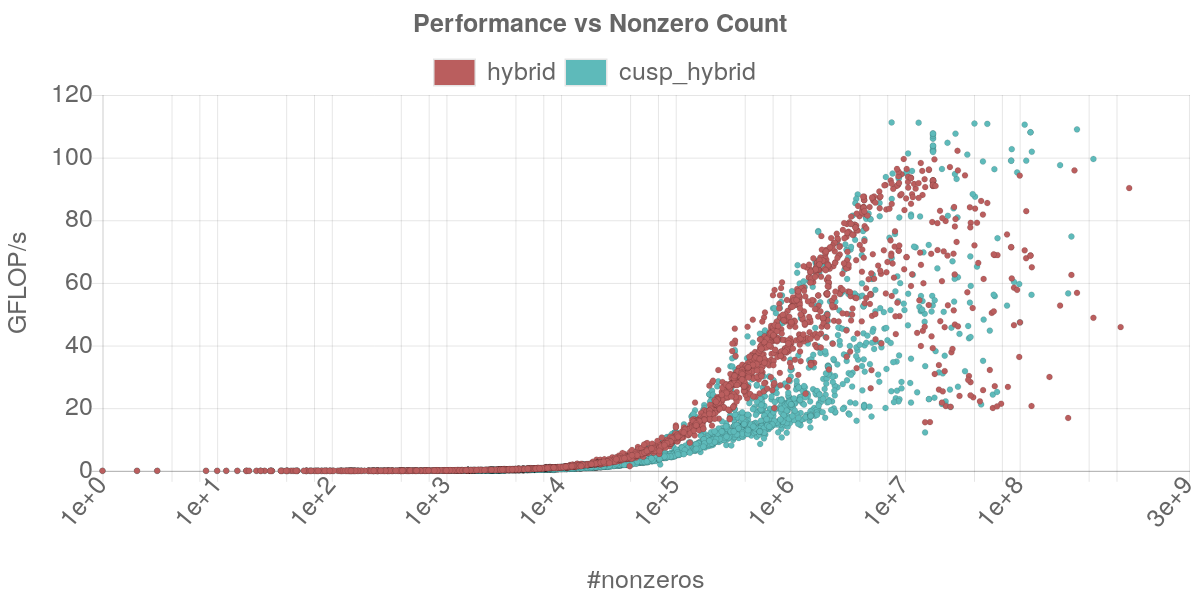 Performance vs Nonzero Count
hybrid cusp_hybrid
120
100
80
60
40
20
0
GFLOP/s
1e+0 1e+1 1e+2 1e+3 1e+4 1e+5 1e+6 1e+7 1e+8 3e+9
#nonzeros